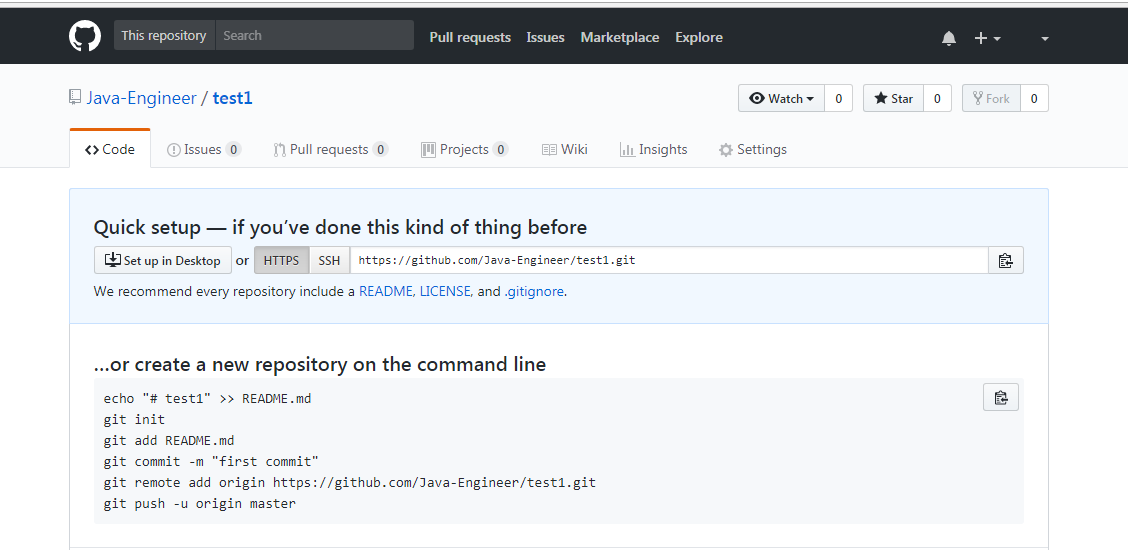 This repository Search Pull requests Issues Marketplace Explore
Java-Engineer / test1 Watch 0 Star 0 Fork 0
Code Issues 0 Pull requests 0 Projects 0 Wiki Insights Settings
Quick setup — if you’ve done this kind of thing before
Set up in Desktop or HTTPS SSH https://github.com/Java-Engineer/test1.git
We recommend every repository include a README, LICENSE, and .gitignore.
…or create a new repository on the command line
echo "# test1" >> README.md
git init
git add README.md
git commit -m "first commit"
git remote add origin https://github.com/Java-Engineer/test1.git
git push -u origin master